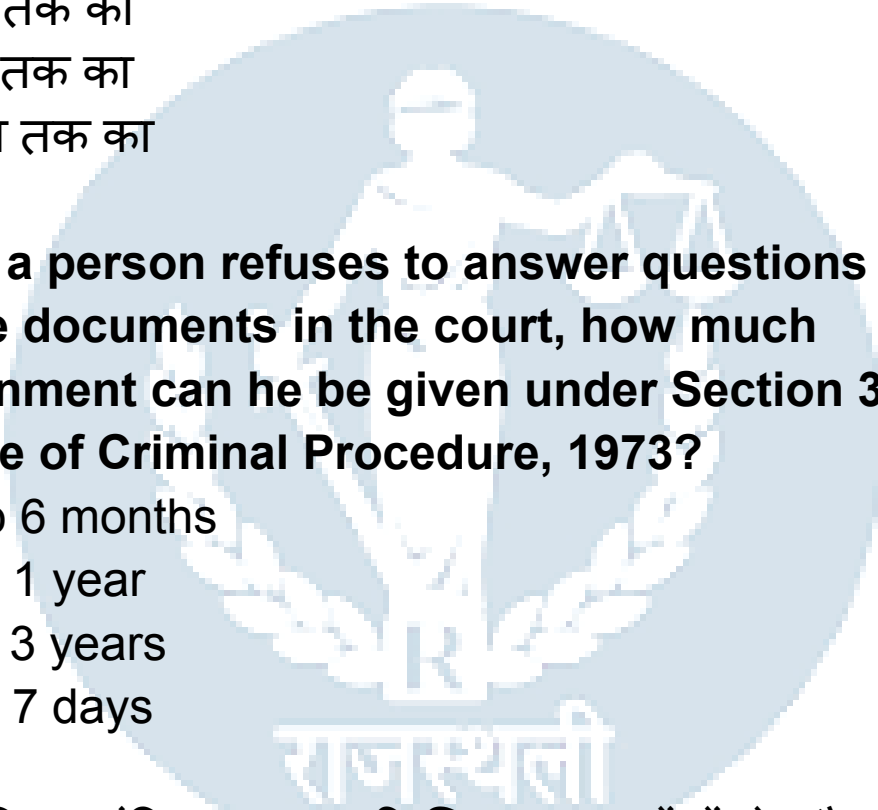 तक का
तक का
तक का
a person refuses to answer questions
documents in the court, how much
can he be given under Section 3
of Criminal Procedure, 1973?
6 months
1 year
3 years
7 days
R
राजस्थली